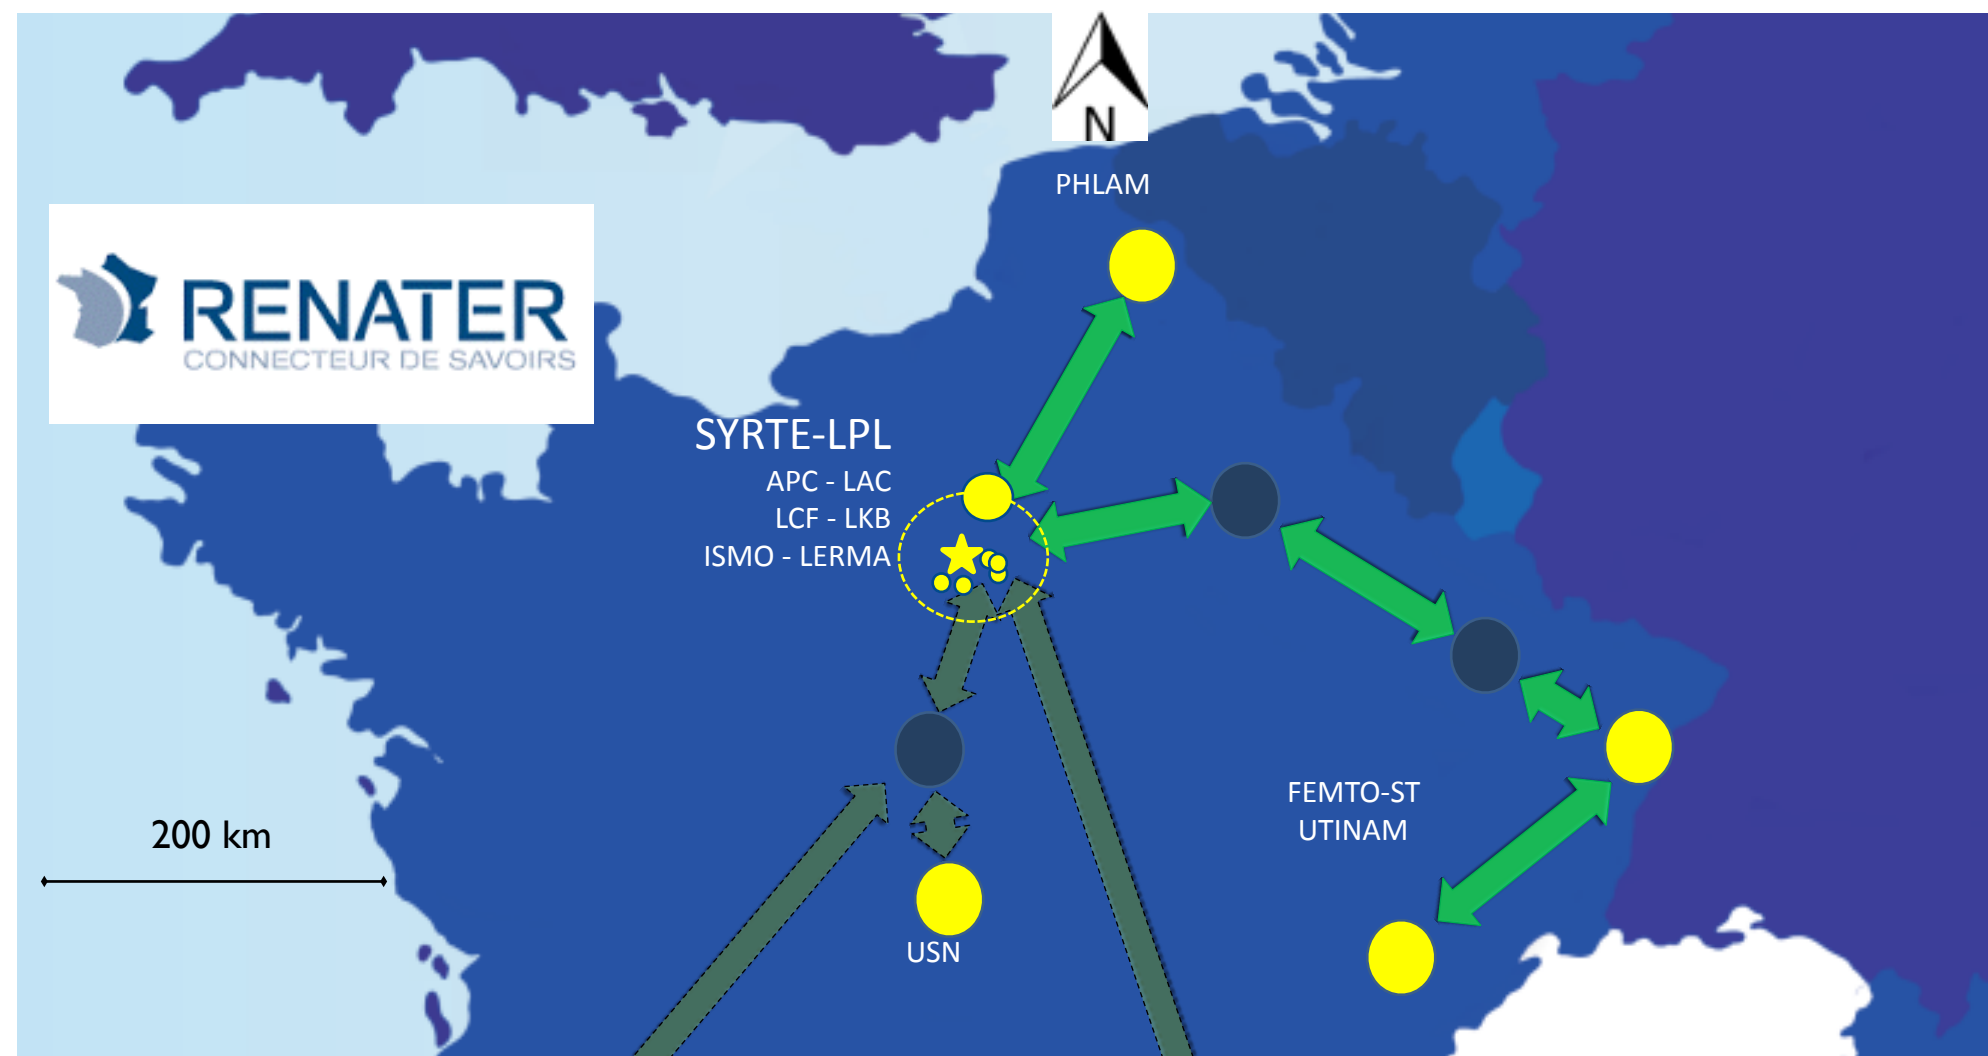 N
PHLAM
RENATER
CONNECTEUR DE SAVOIRS
SYRTE-LPL
APC - LAC
LCF - LKB
ISMO - LERMA
200 km
FEMTO-ST
UTINAM
USN